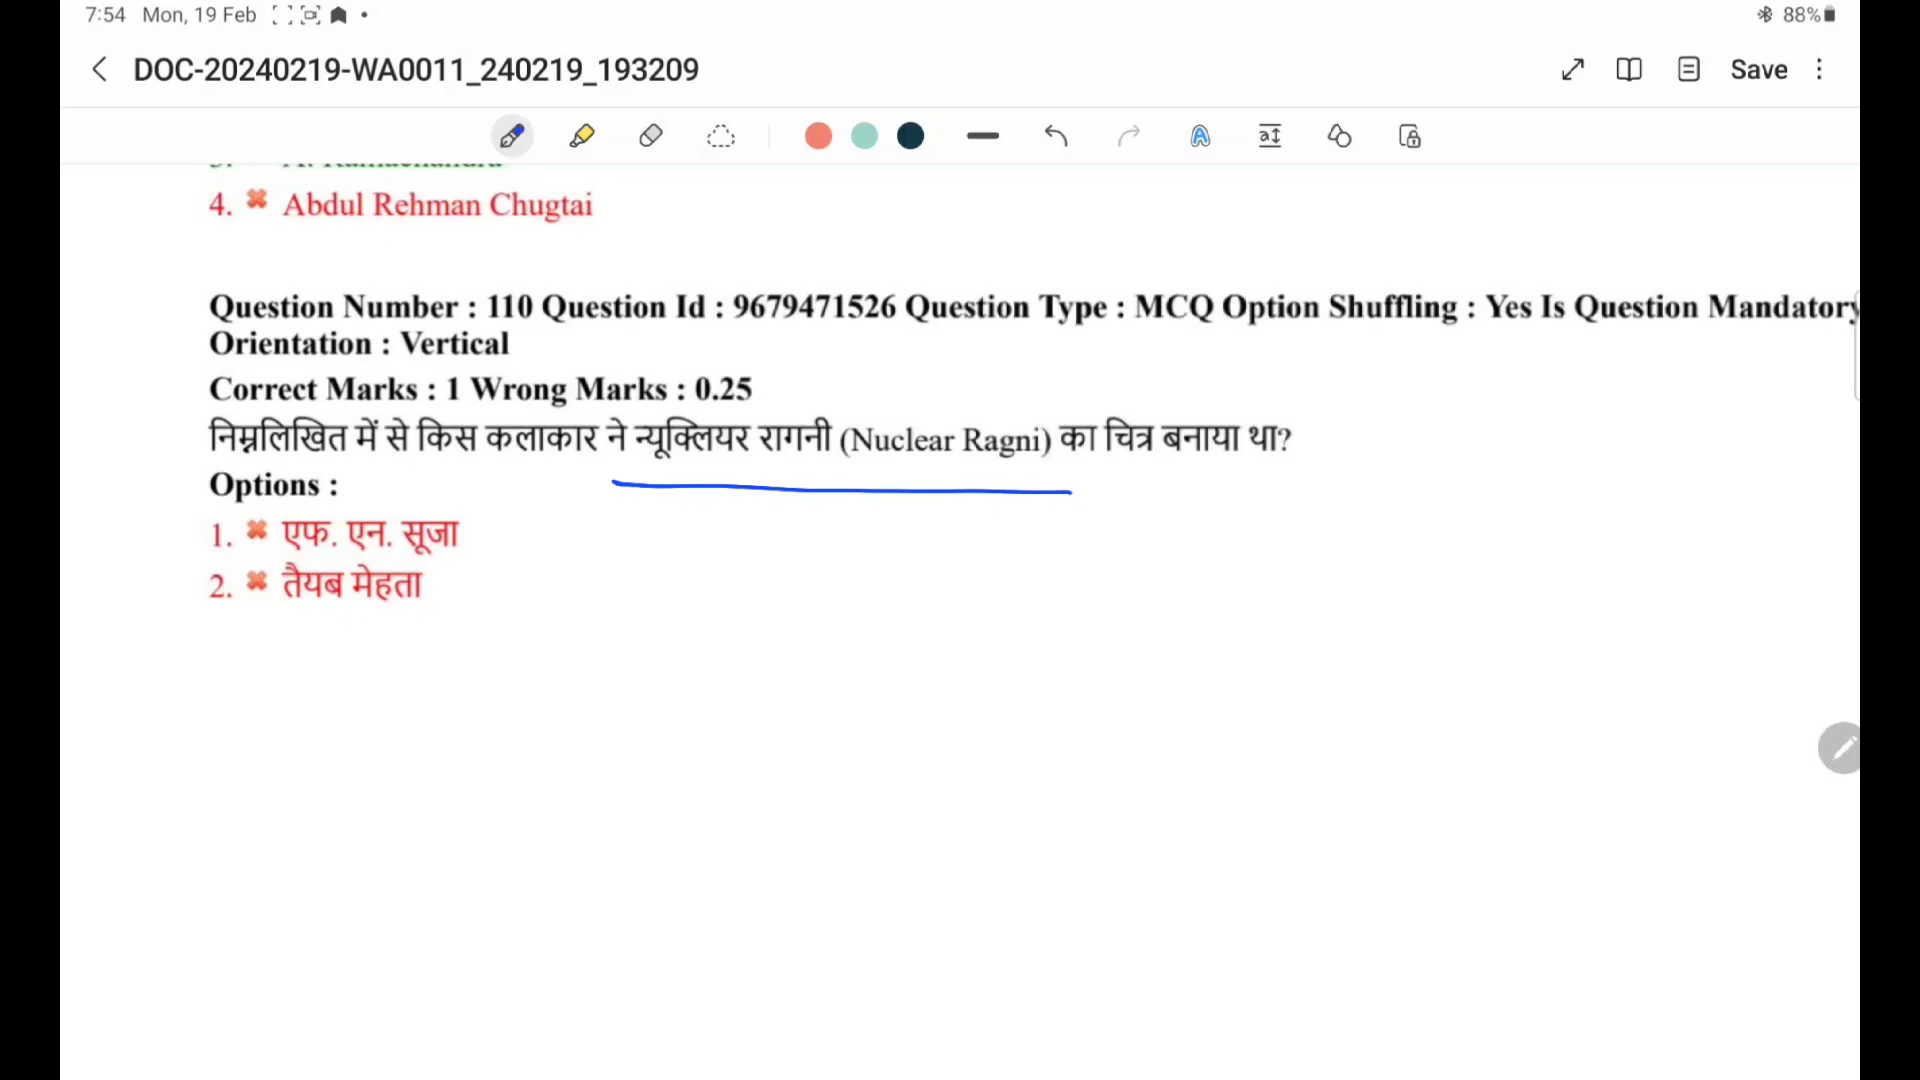 7:54 Mon, 19 Feb
88%
DOC-20240219-WA0011_240219_193209
Save
4. ✖ Abdul Rehman Chugtai
Question Number : 110 Question Id : 9679471526 Question Type : MCQ Option Shuffling : Yes Is Question Mandatory
Orientation : Vertical
Correct Marks : 1 Wrong Marks : 0.25
निम्नलिखित में से किस कलाकार ने न्यूक्लियर रागनी (Nuclear Ragni) का चित्र बनाया था?
Options :
1. ✖ एफ. एन. सूजा
2. ✖ तैयब मेहता